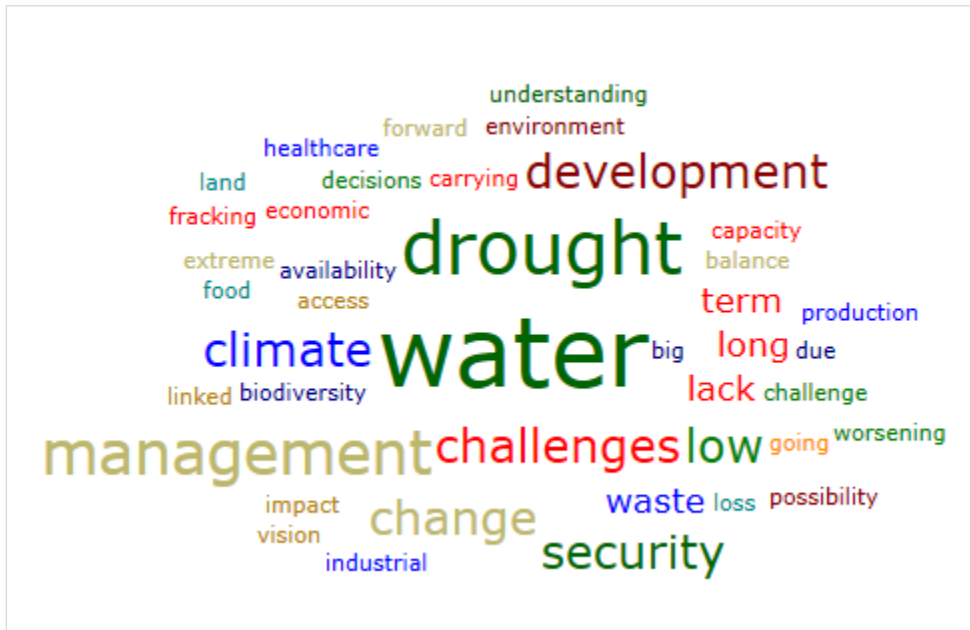 understanding
forward environment
healthcare
development
land decisions carrying
fracking economic
capacity
drought
extreme availability balance
food access
term
production
climate water big long due
linked biodiversity lack challenge
management challenges low going worsening
impact waste loss possibility
vision change
industrial security